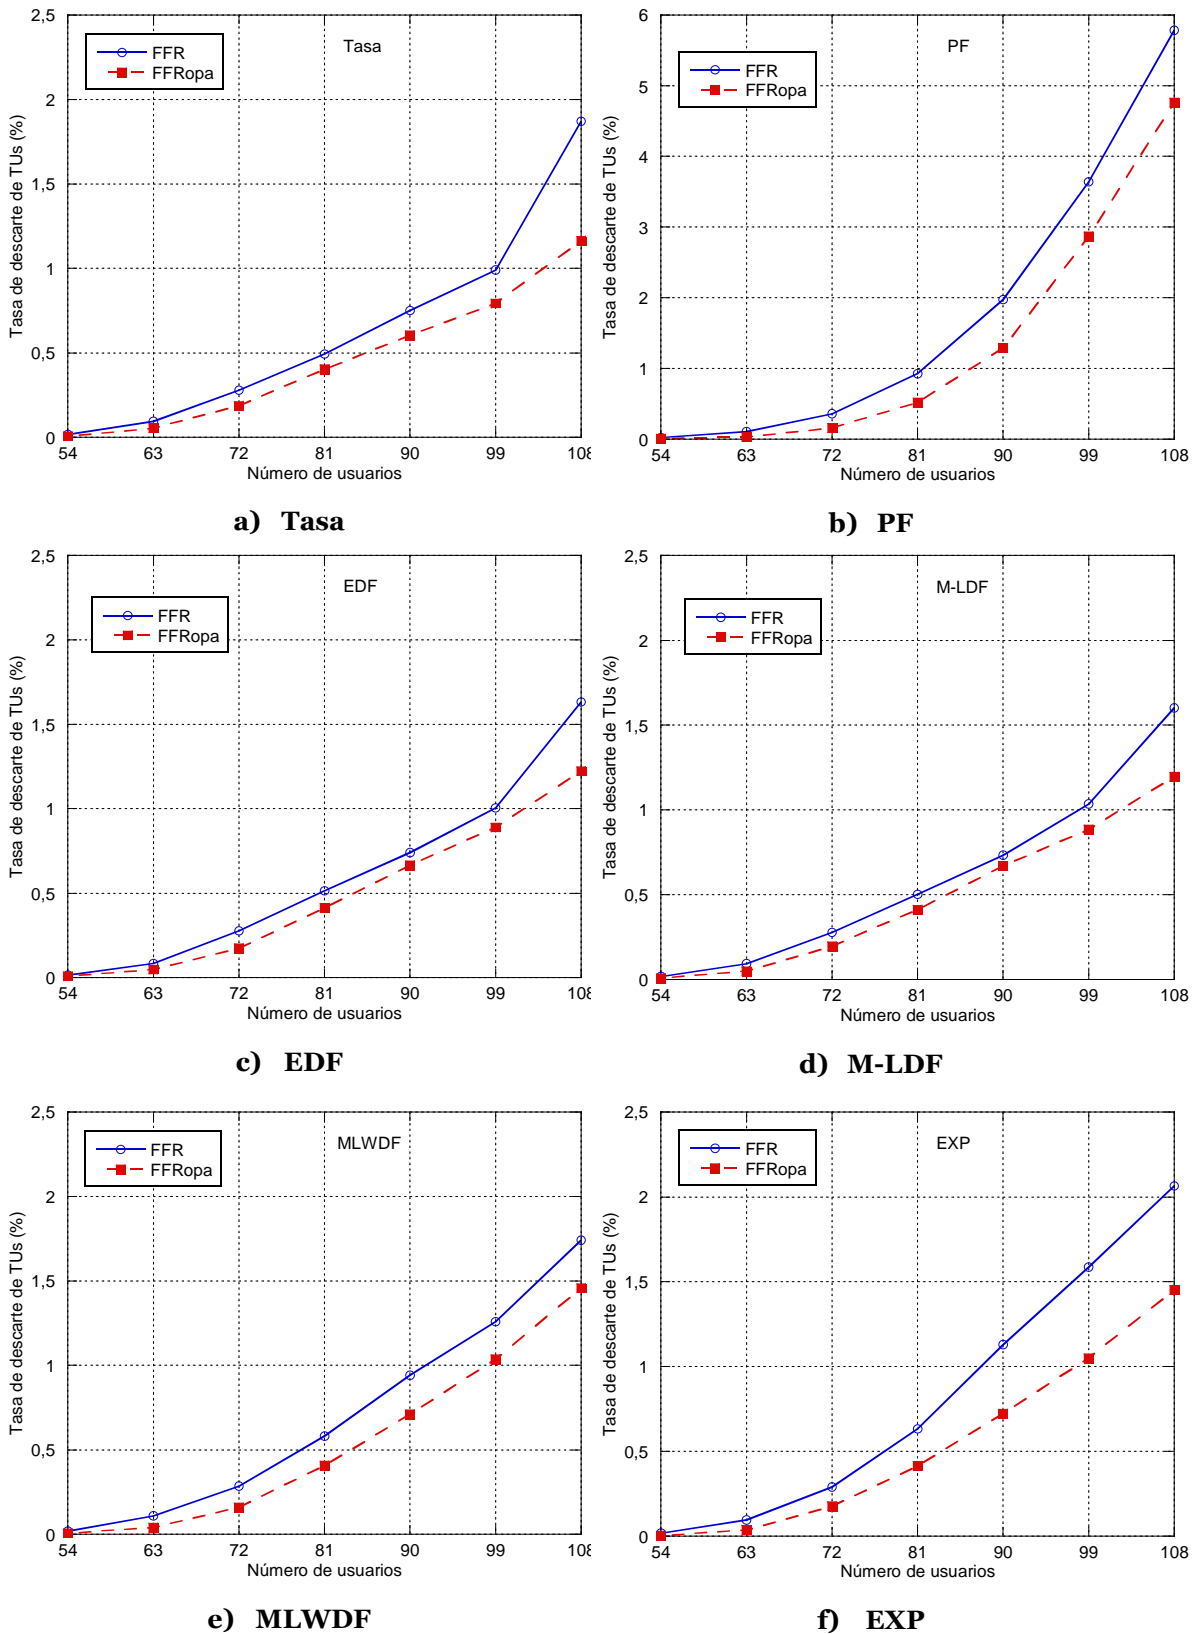 2,5
2
1,5
1
0,5
0
Tasa de descarte de TUs (%)
Tasa
FFR
FFRopa
54 63 72 81 90 99 108
Número de usuarios
a) Tasa
6
5
4
3
2
1
0
Tasa de descarte de TUs (%)
PF
FFR
FFRopa
54 63 72 81 90 99 108
Número de usuarios
b) PF
2,5
2
1,5
1
0,5
0
Tasa de descarte de TUs (%)
EDF
FFR
FFRopa
54 63 72 81 90 99 108
Número de usuarios
c) EDF
2,5
2
1,5
1
0,5
0
Tasa de descarte de TUs (%)
M-LDF
FFR
FFRopa
54 63 72 81 90 99 108
Número de usuarios
d) M-LDF
2,5
2
1,5
1
0,5
0
Tasa de descarte de TUs (%)
MLWDF
FFR
FFRopa
54 63 72 81 90 99 108
Número de usuarios
e) MLWDF
2,5
2
1,5
1
0,5
0
Tasa de descarte de TUs (%)
EXP
FFR
FFRopa
54 63 72 81 90 99 108
Número de usuarios
f) EXP